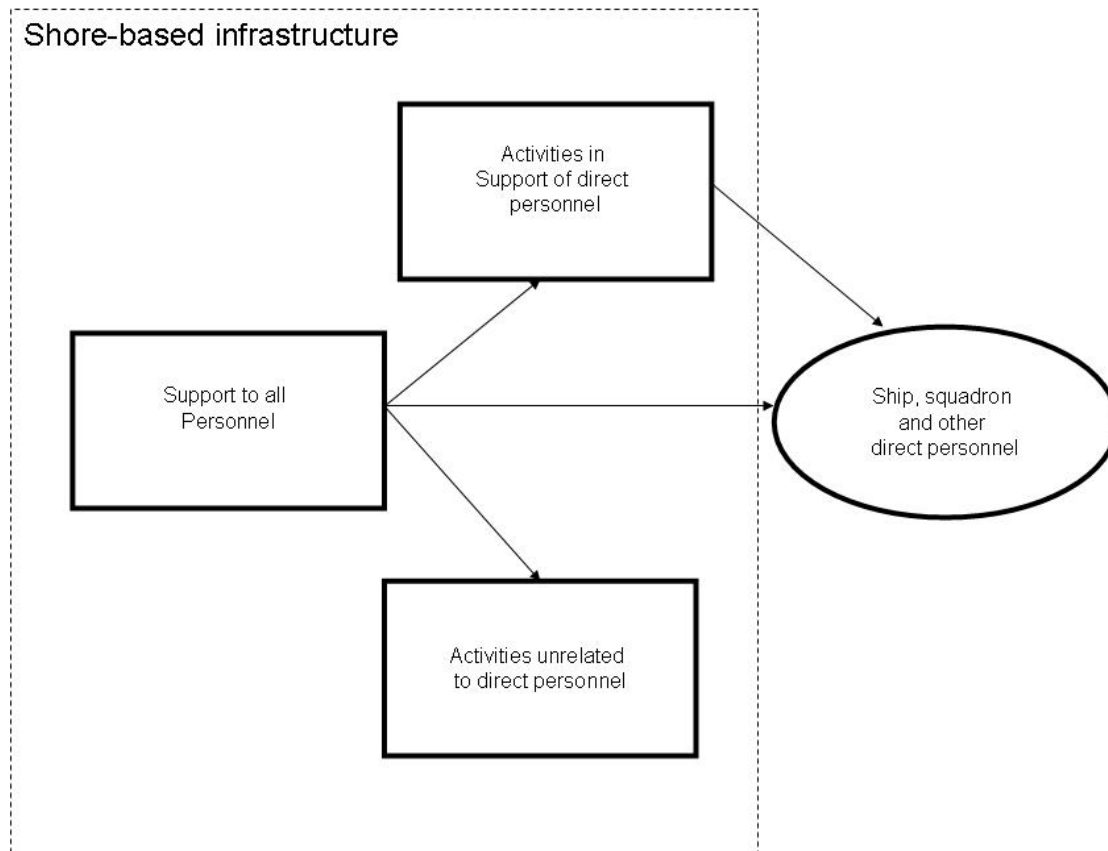 Shore-based infrastructure
Activities in
Support of direct
personnel
Support to all
Personnel
Ship, squadron
and other
direct personnel
Activities unrelated
to direct personnel